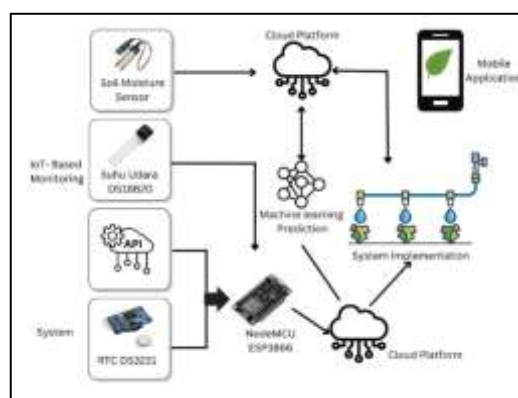 Cloud Platform
Soil Moisture
Sensor
Mobile
Application
IoT- Based
Monitoring
Suhu Udara
DS18B20
Machine learning
Prediction
System Implementation
API
System
RTC DS3231
NodeMCU
ESP3866
Cloud Platform